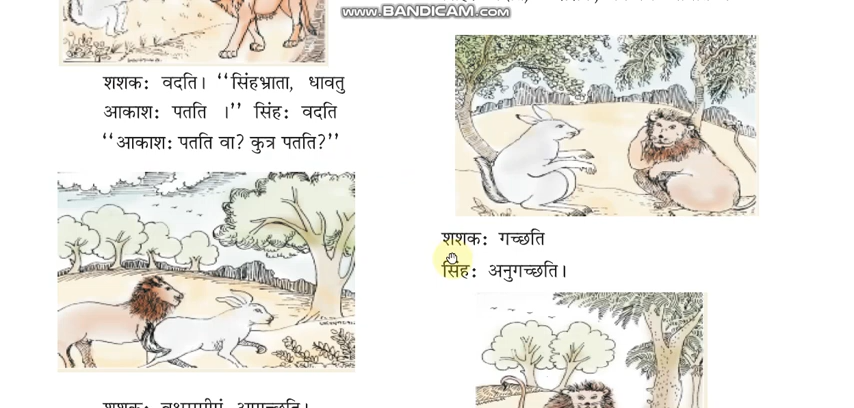 www.BANDICAM.com
शशक: वदति। “सिंहभ्राता, धावतु
आकाश: पतति ।” सिंह: वदति
“आकाश: पतति वा? कुत्र पतति?”
शशक: गच्छति
सिंह: अनुगच्छति।